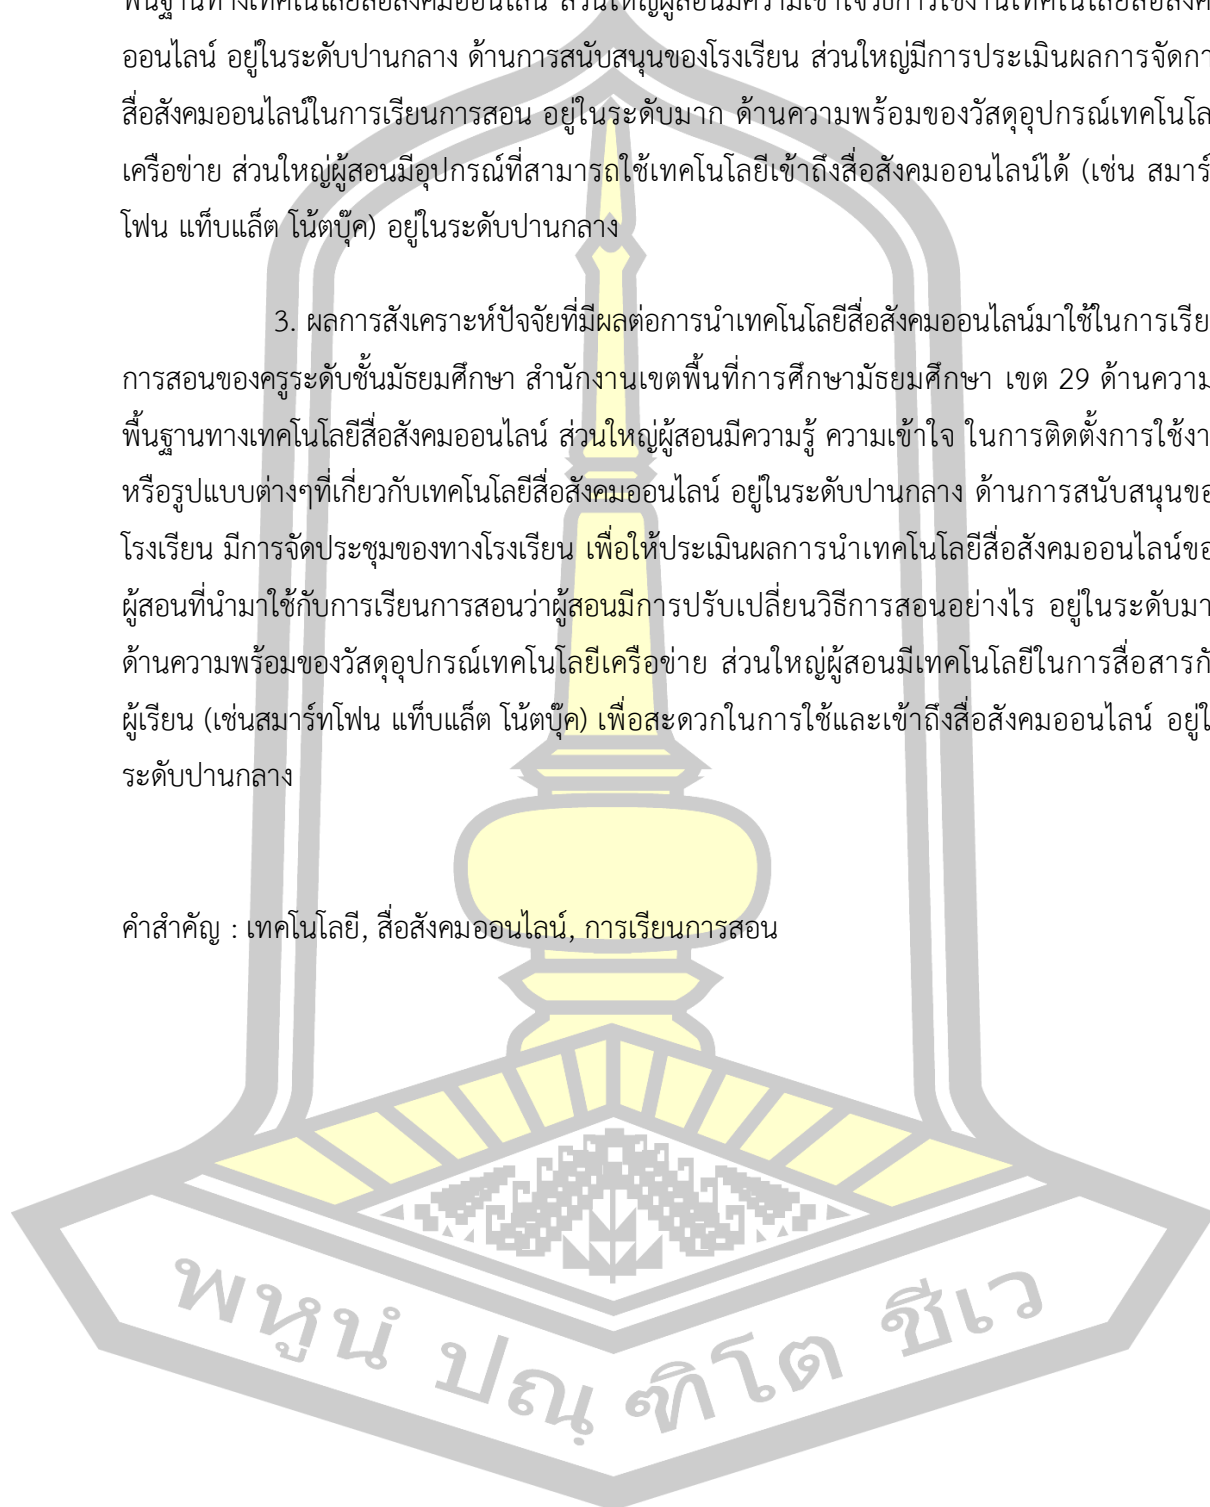 พื้นฐานทางเทคโนโลยีสื่อสังคมออนไลน์ ส่วนใหญ่ผู้สอนมีความเข้าใจวิธีการใช้งานเทคโนโลยีสื่อสังค
ออนไลน์ อยู่ในระดับปานกลาง ด้านการสนับสนุนของโรงเรียน ส่วนใหญ่มีการประเมินผลการจัดกา
สื่อสังคมออนไลน์ในการเรียนการสอน อยู่ในระดับมาก ด้านความพร้อมของวัสดุอุปกรณ์เทคโนโล
เครือข่าย ส่วนใหญ่ผู้สอนมีอุปกรณ์ที่สามารถใช้เทคโนโลยีเข้าถึงสื่อสังคมออนไลน์ได้ (เช่น สมาร์
โฟน แท็บแล็ต โน้ตบุ๊ค) อยู่ในระดับปานกลาง
3. ผลการสังเคราะห์ปัจจัยที่มีผลต่อการนำเทคโนโลยีสื่อสังคมออนไลน์มาใช้ในการเรีย
การสอนของครูระดับชั้นมัธยมศึกษา สำนักงานเขตพื้นที่การศึกษามัธยมศึกษา เขต 29 ด้านความ
พื้นฐานทางเทคโนโลยีสื่อสังคมออนไลน์ ส่วนใหญ่ผู้สอนมีความรู้ ความเข้าใจ ในการติดตั้งการใช้งา
หรือรูปแบบต่างๆที่เกี่ยวกับเทคโนโลยีสื่อสังคมออนไลน์ อยู่ในระดับปานกลาง ด้านการสนับสนุนขอ
โรงเรียน มีการจัดประชุมของทางโรงเรียน เพื่อให้ประเมินผลการนำเทคโนโลยีสื่อสังคมออนไลน์ขอ
ผู้สอนที่นำมาใช้กับการเรียนการสอนว่าผู้สอนมีการปรับเปลี่ยนวิธีการสอนอย่างไร อยู่ในระดับมา
ด้านความพร้อมของวัสดุอุปกรณ์เทคโนโลยีเครือข่าย ส่วนใหญ่ผู้สอนมีเทคโนโลยีในการสื่อสารกั
ผู้เรียน (เช่นสมาร์ทโฟน แท็บแล็ต โน้ตบุ๊ค) เพื่อสะดวกในการใช้และเข้าถึงสื่อสังคมออนไลน์ อยู่ใ
ระดับปานกลาง
คำสำคัญ : เทคโนโลยี, สื่อสังคมออนไลน์, การเรียนการสอน
พหูนํ ปณฺฑิโต ชีเว